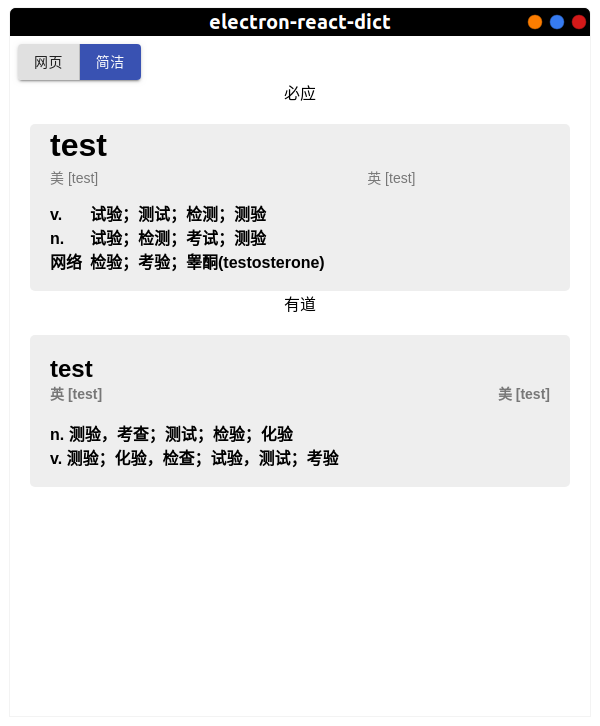 electron-react-dict
网页 简洁
必应
test
美 [test] 英 [test]
v. 试验；测试；检测；测验
n. 试验；检测；考试；测验
网络 检验；考验；睾酮(testosterone)
有道
test
英 [test] 美 [test]
n. 测验，考查；测试；检验；化验
v. 测验；化验，检查；试验，测试；考验